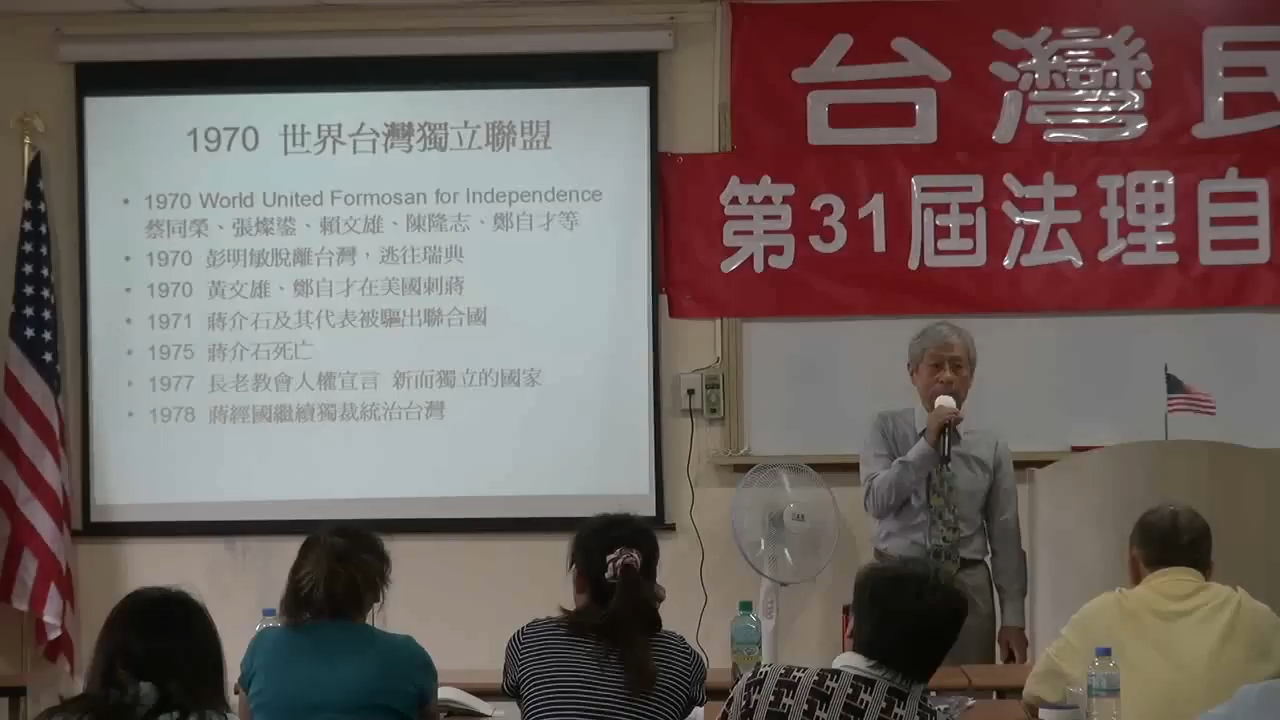 1970 世界台灣獨立聯盟
• 1970 World United Formosan for Independence
蔡同榮、張燦鍙、賴文雄、陳隆志、鄭自才等
• 1970 彭明敏脫離台灣，逃往瑞典
• 1970 黃文雄、鄭自才在美國刺蔣
• 1971 蔣介石及其代表被驅出聯合國
• 1975 蔣介石死亡
• 1977 長老教會人權宣言 新而獨立的國家
• 1978 蔣經國繼續獨裁統治台灣
台灣民
第31屆法理自